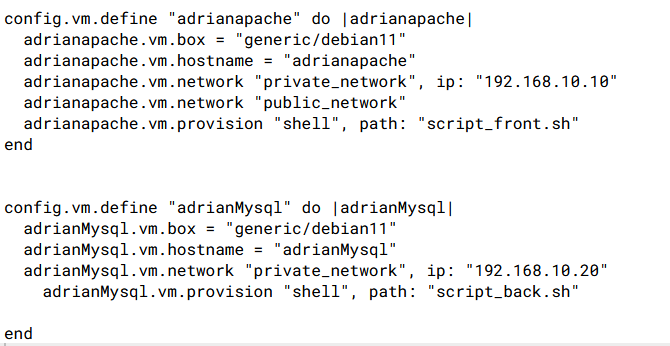 config.vm.define "adrianapache" do |adrianapache|
  adrianapache.vm.box = "generic/debian11"
  adrianapache.vm.hostname = "adrianapache"
  adrianapache.vm.network "private_network", ip: "192.168.10.10"
  adrianapache.vm.network "public_network"
  adrianapache.vm.provision "shell", path: "script_front.sh"
end

config.vm.define "adrianMysql" do |adrianMysql|
  adrianMysql.vm.box = "generic/debian11"
  adrianMysql.vm.hostname = "adrianMysql"
  adrianMysql.vm.network "private_network", ip: "192.168.10.20"
    adrianMysql.vm.provision "shell", path: "script_back.sh"

end